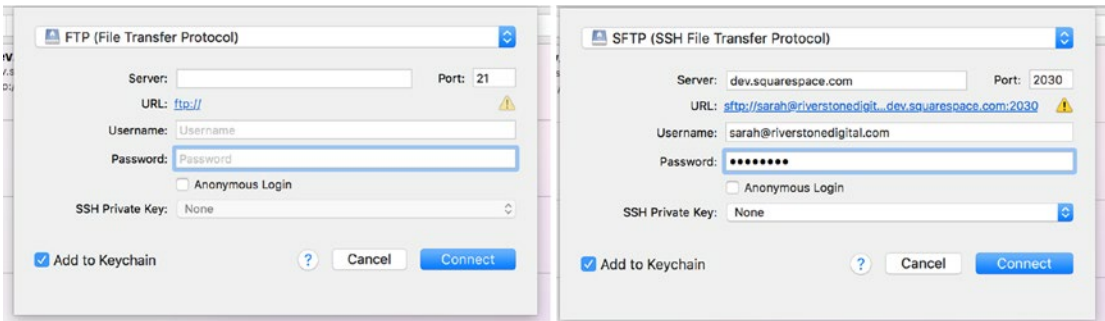 FTP (File Transfer Protocol)
Server:
Port: 21
URL: ftp://
Username: Username
Password: Password
Anonymous Login
SSH Private Key: None
Add to Keychain
? Cancel Connect
SFTP (SSH File Transfer Protocol)
Server: dev.squarespace.com Port: 2030
URL: sftp://sarah@riverstonedigit...dev.squarespace.com:2030
Username: sarah@riverstonedigital.com
Password: ••••••••
Anonymous Login
SSH Private Key: None
Add to Keychain
? Cancel Connect